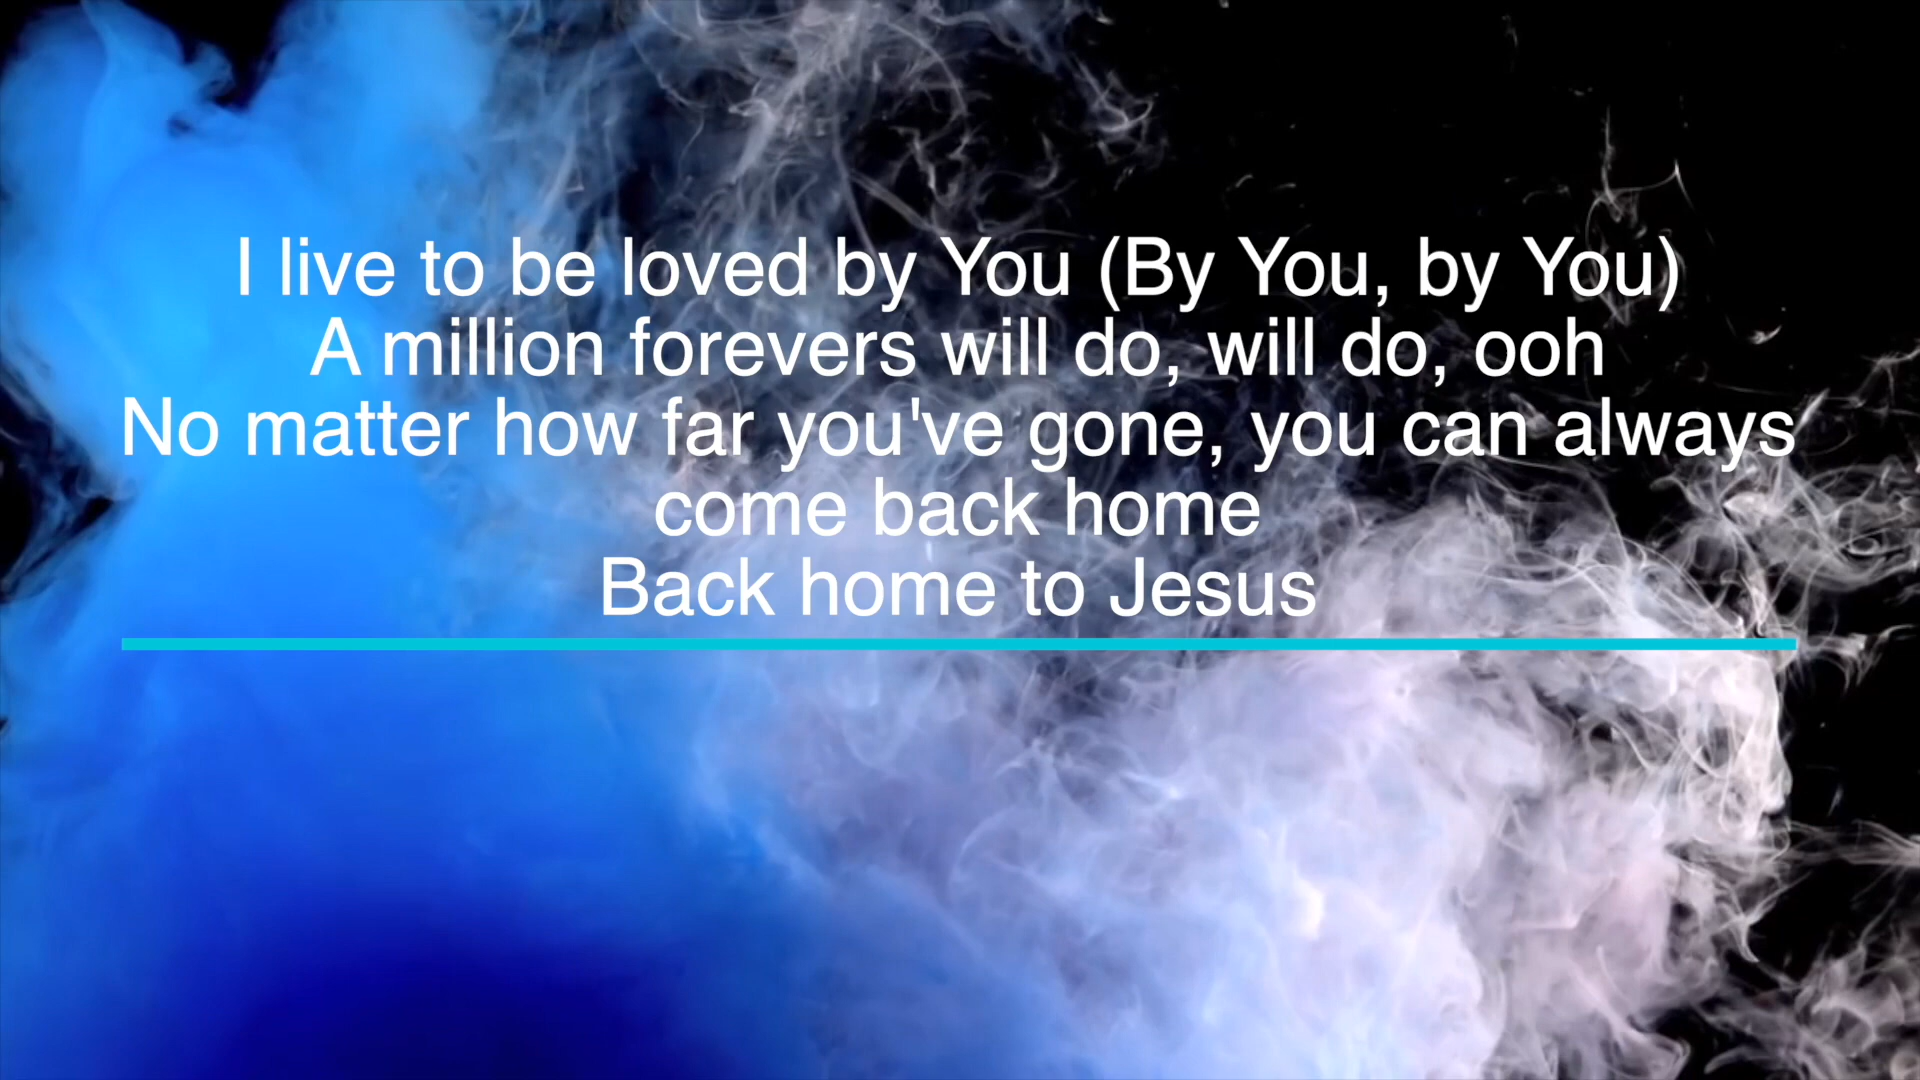 I live to be loved by You (By You, by You)
A million forevers will do, will do, ooh
No matter how far you've gone, you can always
come back home
Back home to Jesus